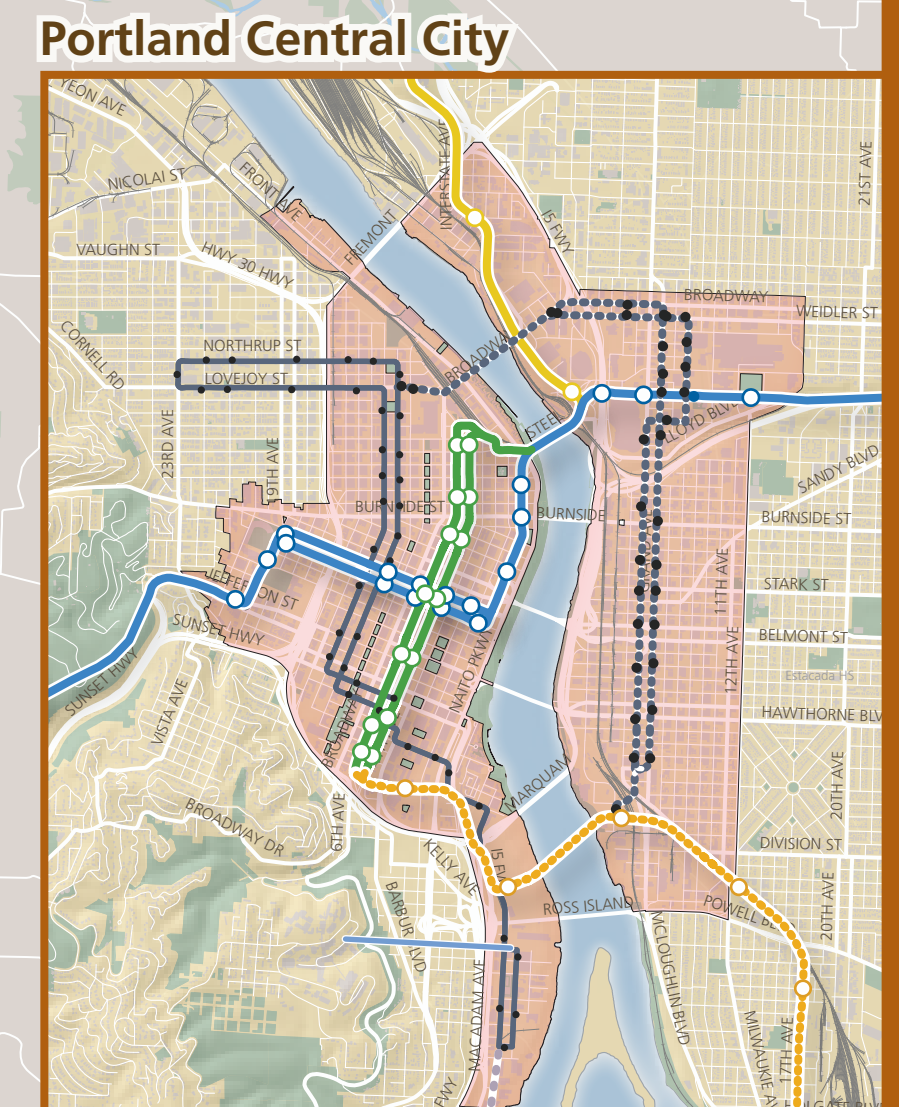 Portland Central City
YEON AVE
INTERSTATE AVE
21ST AVE
NICOLAI ST
FRONT AVE
I5 FWY
FREMONT
VAUGHN ST
HWY 30 HWY
BROADWAY
WEIDLER ST
CORNELL RD
NORTHRUP ST
LOVEJOY ST
BROADWAY
STEEL
LLOYD BLVD
23RD AVE
19TH AVE
SANDY BLVD
BURNSIDE ST
BURNSIDE
BURNSIDE ST
JEFFERSON ST
11TH AVE
STARK ST
SUNSET HWY
BELMONT ST
12TH AVE
NAITO PKWY
Estacada HS
SUNSET HWY
VISTA AVE
BROADWAY
HAWTHORNE BLV
MARQUAM
20TH AVE
BROADWAY DR
6TH AVE
DIVISION ST
KELLY AVE
I5 FWY
BARBUR BLVD
ROSS ISLAND
POWELL BL
20TH AVE
MCLOUGHLIN BLVD
MACADAM AVE
MILWAUKIE A
17TH AVE
FWY
HOLGATE BLVD